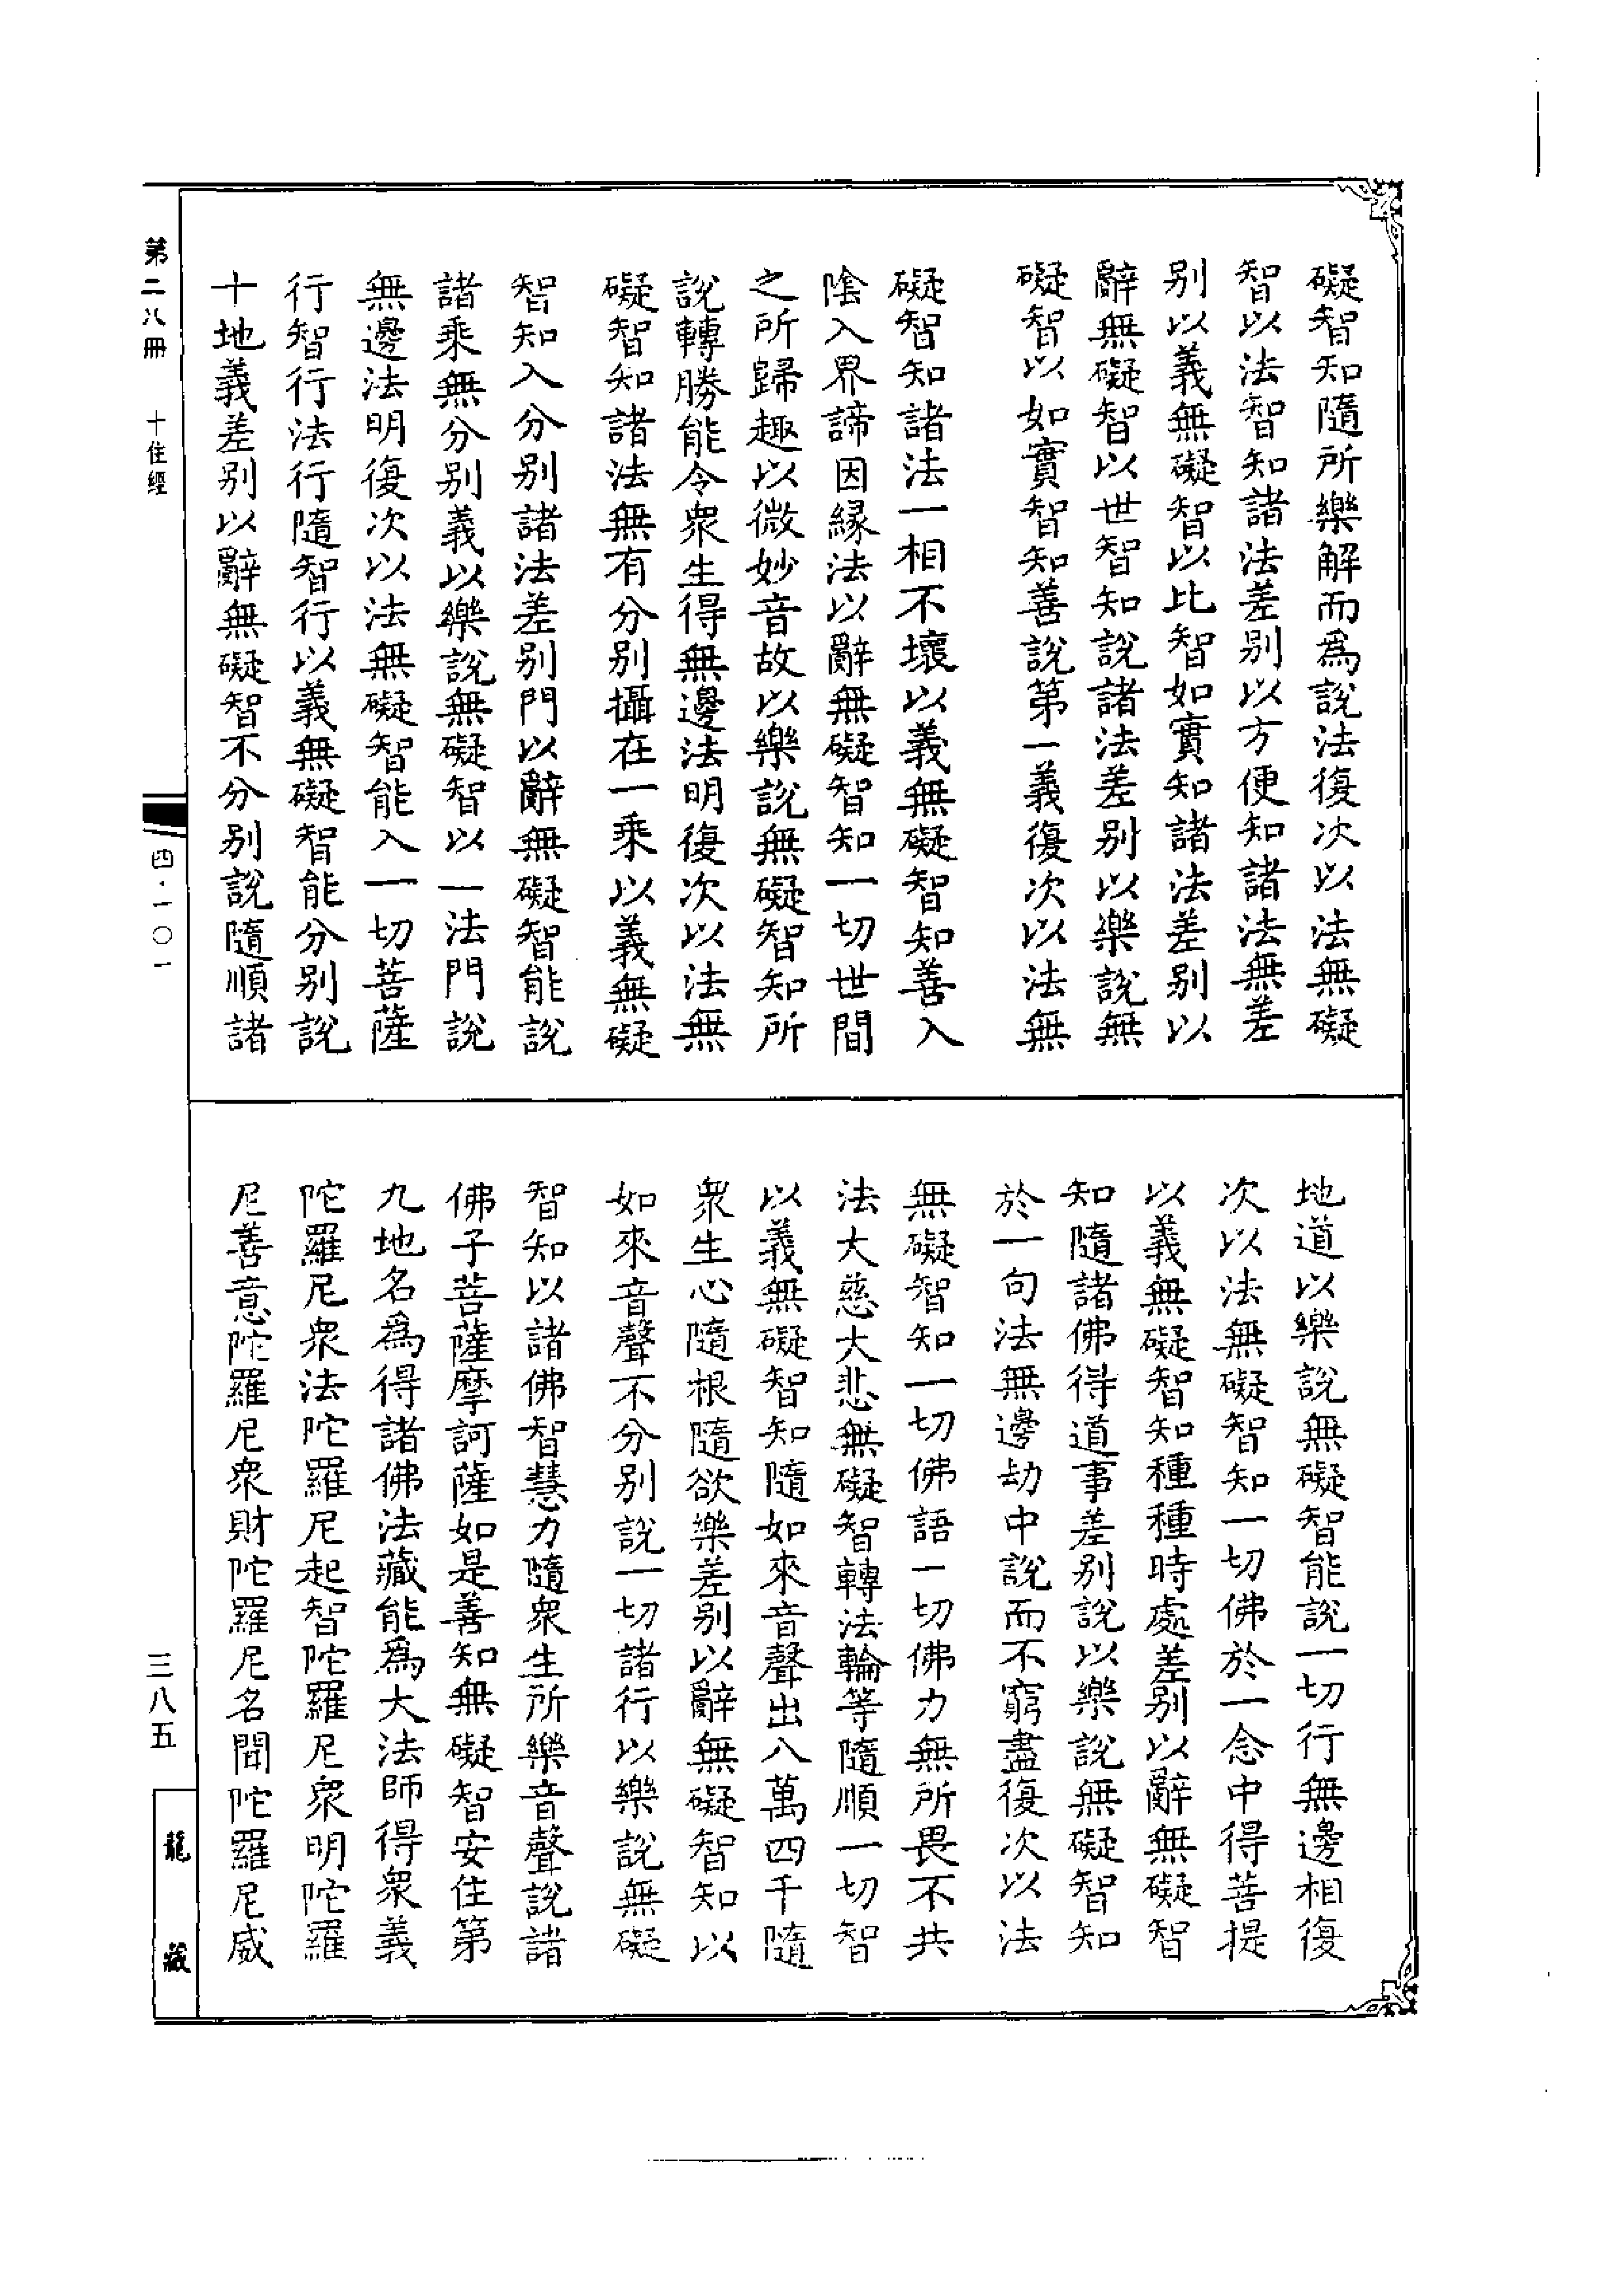 礙智知隨所樂解而爲說法復次以法無礙
智以法智知諸法差别以方便知諸法無差
别以義無礙智以比智如實知諸法差别以
辭無礙智以世智知說諸法差别以樂說無
礙智以如實智知善說第一義復次以法無
礙智知諸法一相不壞以義無礙智知善入
陰入界諦因緣法以辭無礙智知一切世間
之所歸趣以微妙音故以樂說無礙智知所
說轉勝能令衆生得無邊法明復次以法無
礙智知諸法無有分别攝在一乘以義無礙
智知入分别諸法差别門以辭無礙智能說
諸乘無分别義以樂說無礙智以一法門說
無邊法明復次以法無礙智能入一切菩薩
行智行法行隨智行以義無礙智能分别說
十地義差别以辭無礙智不分别說隨順諸
地道以樂說無礙智能說一切行無邊相復
次以法無礙智知一切佛於一念中得菩提
以義無礙智知種種時處差别以辭無礙智
知隨諸佛得道事差别說以樂說無礙智知
於一句法無邊劫中說而不窮盡復次以法
無礙智知一切佛語一切佛力無所畏不共
法大慈大悲無礙智轉法輪等隨順一切智
以義無礙智知隨如來音聲出八萬四千隨
衆生心隨根隨欲樂差别以辭無礙智知以
如來音聲不分别說一切諸行以樂說無礙
智知以諸佛智慧力隨衆生所樂音聲說諸
佛子菩薩摩訶薩如是善知無礙智安住第
九地名爲得諸佛法藏能爲大法師得衆義
陀羅尼衆法陀羅尼起智陀羅尼衆明陀羅
尼善意陀羅尼衆財陀羅尼名聞陀羅尼威
第二八冊　十住經
四·一〇一
三八五
龍藏